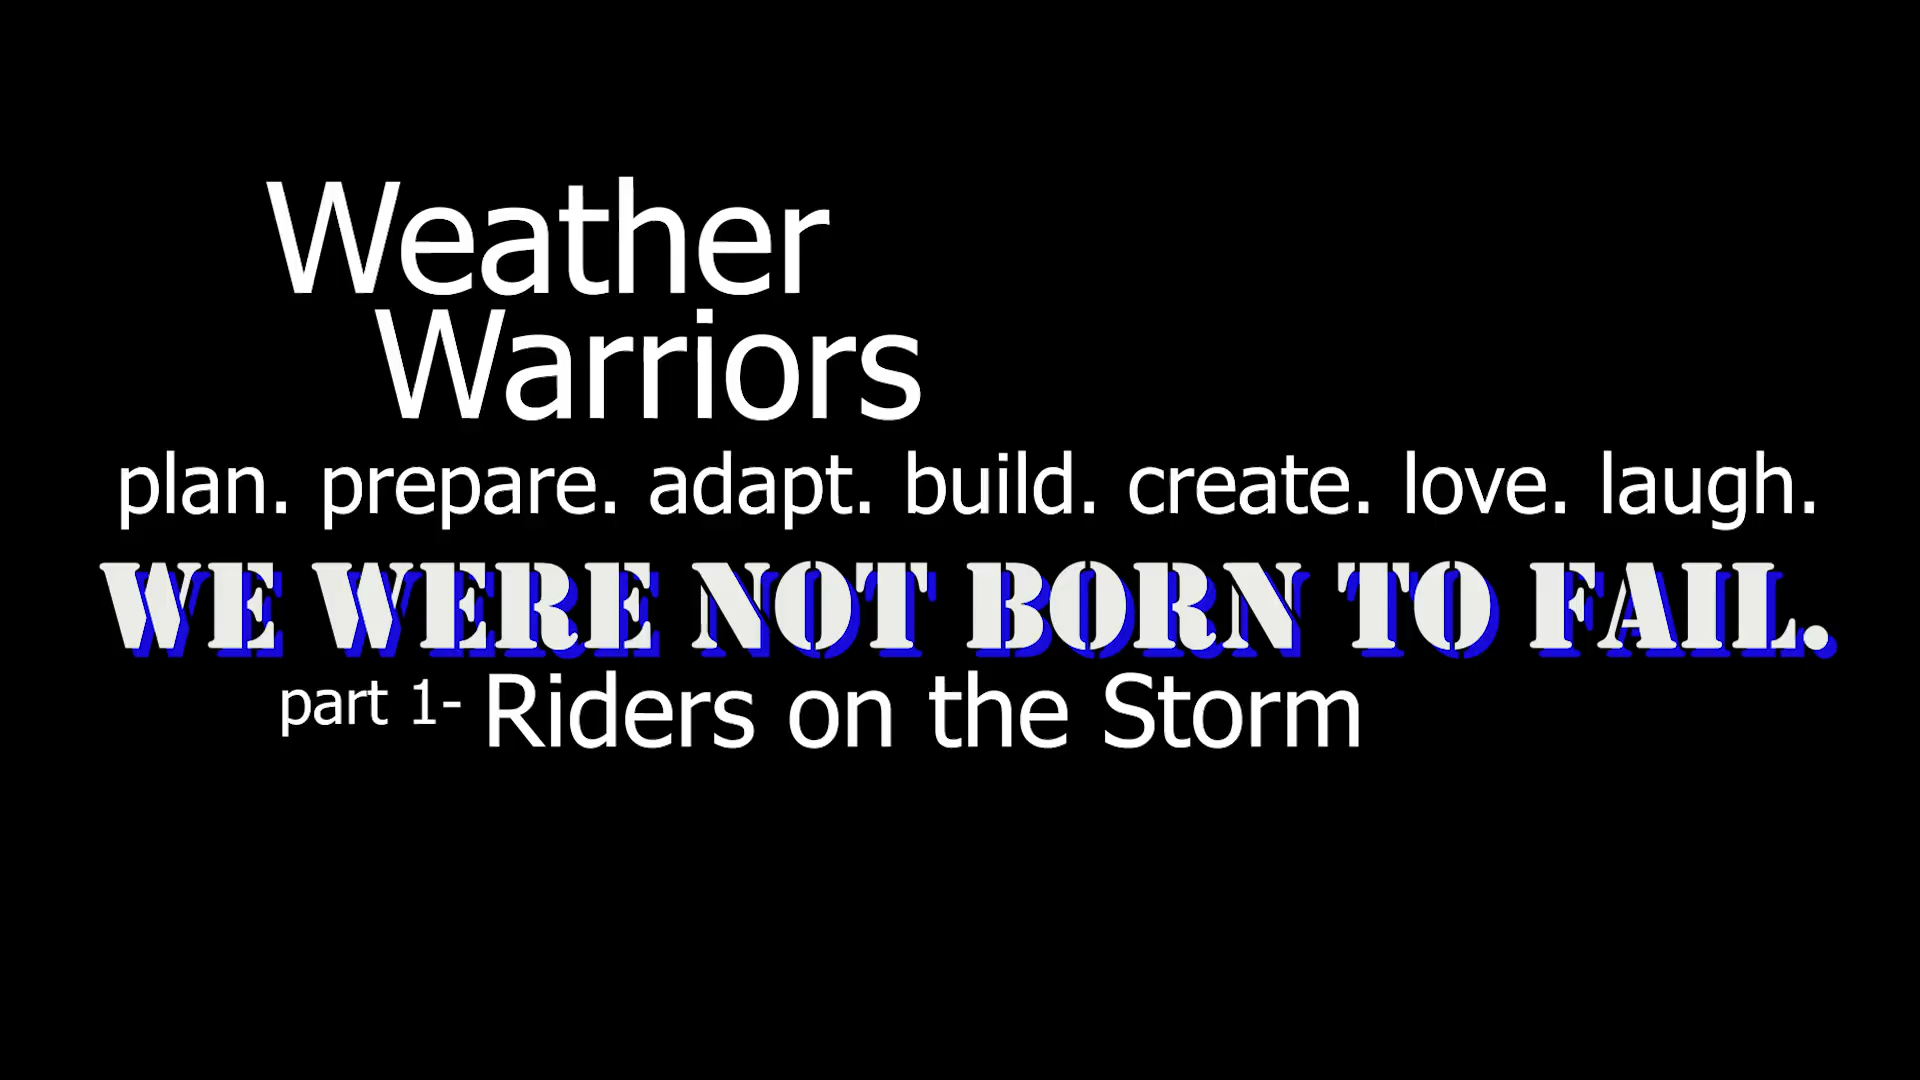 Weather
Warriors
plan. prepare. adapt. build. create. love. laugh.
WE WERE NOT BORN TO FAIL.
part 1- Riders on the Storm